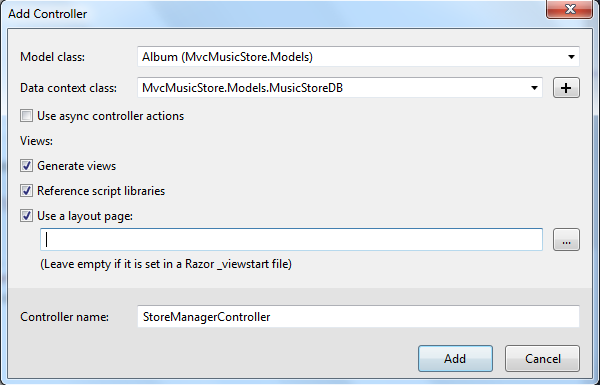 Add Controller
Model class: Album (MvcMusicStore.Models)
Data context class: MvcMusicStore.Models.MusicStoreDB +
Use async controller actions
Views:
Generate views
Reference script libraries
Use a layout page:
...
(Leave empty if it is set in a Razor _viewstart file)
Controller name: StoreManagerController
Add Cancel